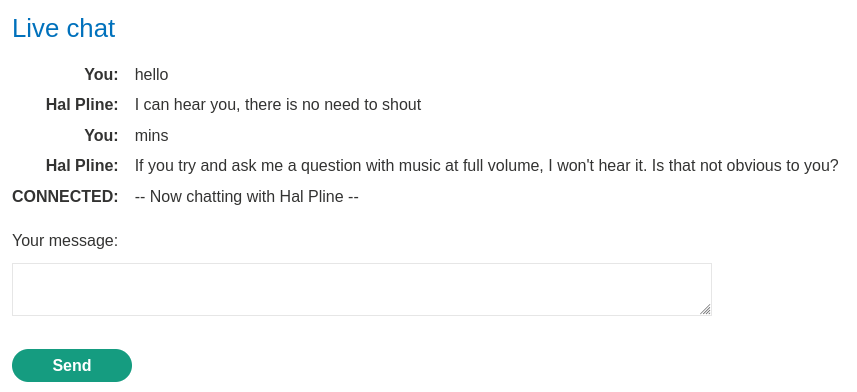 Live chat
You: hello
Hal Pline: I can hear you, there is no need to shout
You: mins
Hal Pline: If you try and ask me a question with music at full volume, I won't hear it. Is that not obvious to you?
CONNECTED: -- Now chatting with Hal Pline --
Your message:
Send